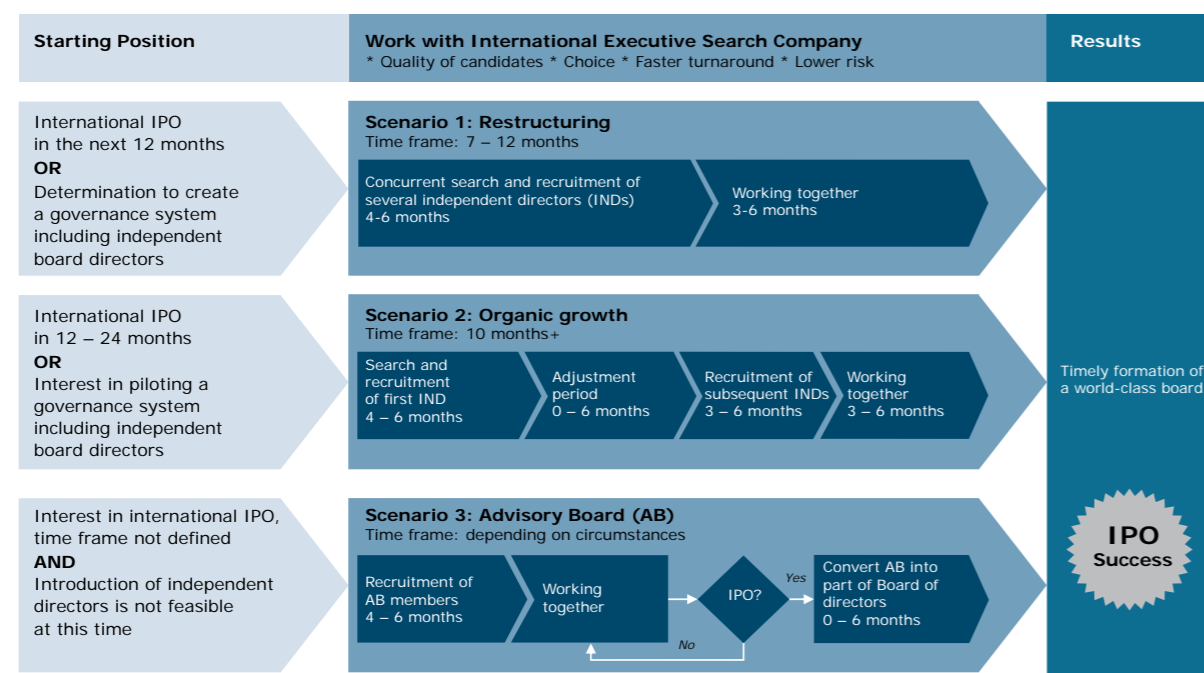 Starting Position
Work with International Executive Search Company
* Quality of candidates * Choice * Faster turnaround * Lower risk
Results
International IPO
in the next 12 months
OR
Determination to create
a governance system
including independent
board directors
Scenario 1: Restructuring
Time frame: 7 – 12 months
Concurrent search and recruitment of
several independent directors (INDs)
4-6 months
Working together
3-6 months
International IPO
in 12 – 24 months
OR
Interest in piloting a
governance system
including independent
board directors
Scenario 2: Organic growth
Time frame: 10 months+
Search and
recruitment
of first IND
4 – 6 months
Adjustment
period
0 – 6 months
Recruitment of
subsequent INDs
3 – 6 months
Working
together
3 – 6 months
Timely formation of
a world-class board
Interest in international IPO,
time frame not defined
AND
Introduction of independent
directors is not feasible
at this time
Scenario 3: Advisory Board (AB)
Time frame: depending on circumstances
Recruitment of
AB members
4 – 6 months
Working
together
IPO?
Yes
No
Convert AB into
part of Board of
directors
0 – 6 months
IPO
Success